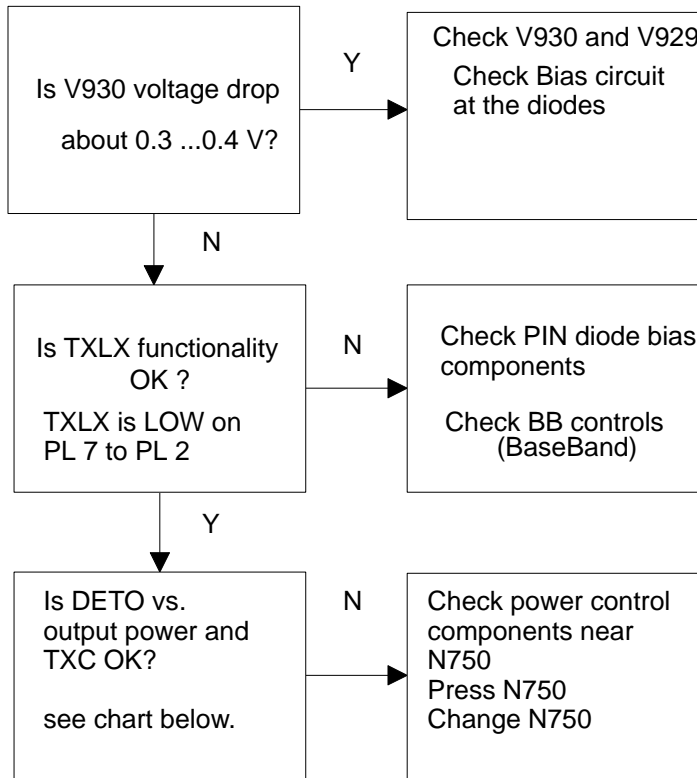 Is V930 voltage drop
about 0.3 ...0.4 V?
Y
Check V930 and V929
Check Bias circuit
at the diodes
N
Is TXLX functionality
OK ?
TXLX is LOW on
PL 7 to PL 2
N
Check PIN diode bias
components
Check BB controls
(BaseBand)
Y
Is DETO vs.
output power and
TXC OK?
see chart below.
N
Check power control
components near
N750
Press N750
Change N750